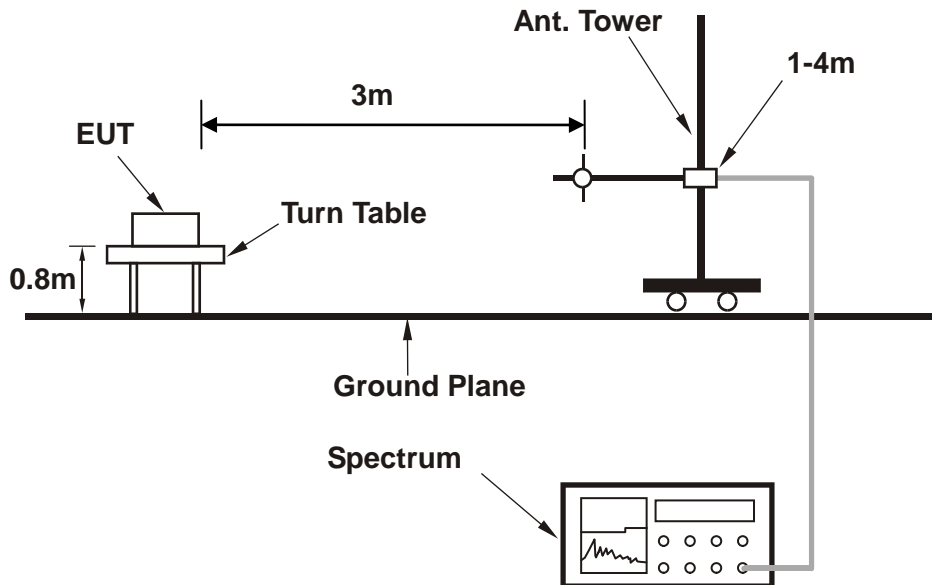 Ant. Tower
1-4m
3m
EUT
Turn Table
0.8m
Ground Plane
Spectrum